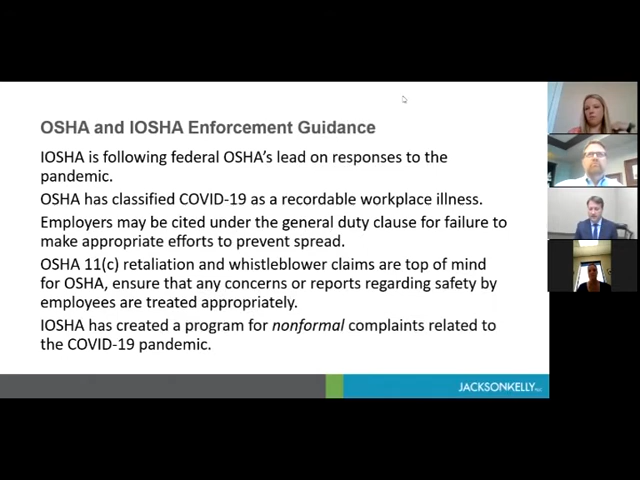 OSHA and IOSHA Enforcement Guidance
IOSHA is following federal OSHA's lead on responses to the
pandemic.
OSHA has classified COVID-19 as a recordable workplace illness.
Employers may be cited under the general duty clause for failure to
make appropriate efforts to prevent spread.
OSHA 11(c) retaliation and whistleblower claims are top of mind
for OSHA, ensure that any concerns or reports regarding safety by
employees are treated appropriately.
IOSHA has created a program for nonformal complaints related to
the COVID-19 pandemic.
JACKSONKELLY